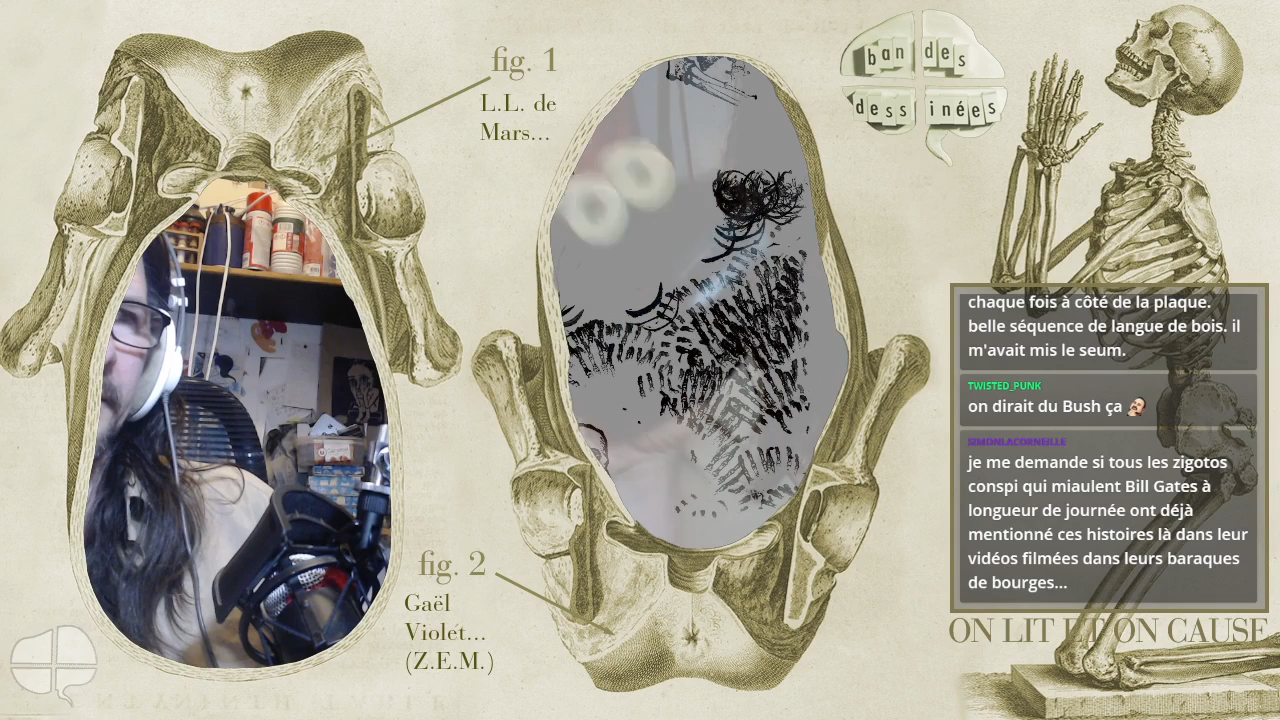 fig. 1
L.L. de
Mars...
ban des
dess inées
chaque fois à côté de la plaque.
belle séquence de langue de bois. il
m'avait mis le seum.
TWISTED_PUNK
on dirait du Bush ça
SIMONLACORNEILLE
je me demande si tous les zigotos
conspi qui miaulent Bill Gates à
longueur de journée ont déjà
mentionné ces histoires là dans leur
vidéos filmées dans leurs baraques
de bourges...
fig. 2
Gaël
Violet...
(Z.E.M.)
ON LIT ET ON CAUSE